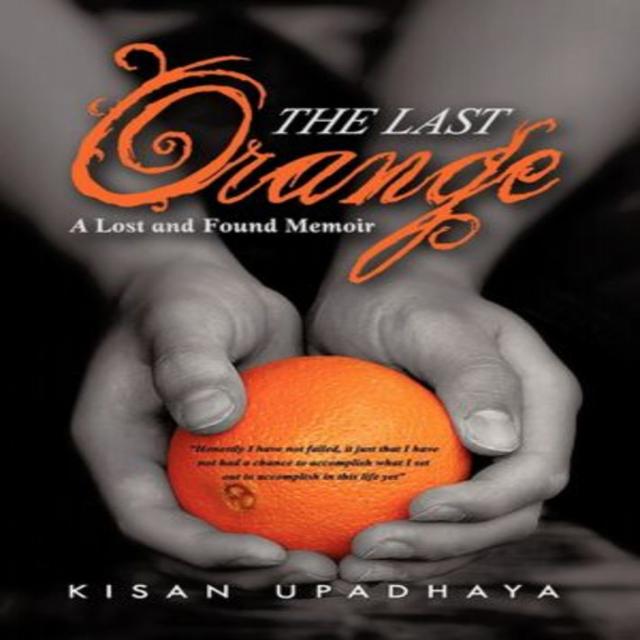 THE LAST
Orange
A Lost and Found Memoir
"Honestly I have not failed, it just that I have
not had a chance to accomplish what I set
out to accomplish in this life yet"
KISAN UPADHAYA